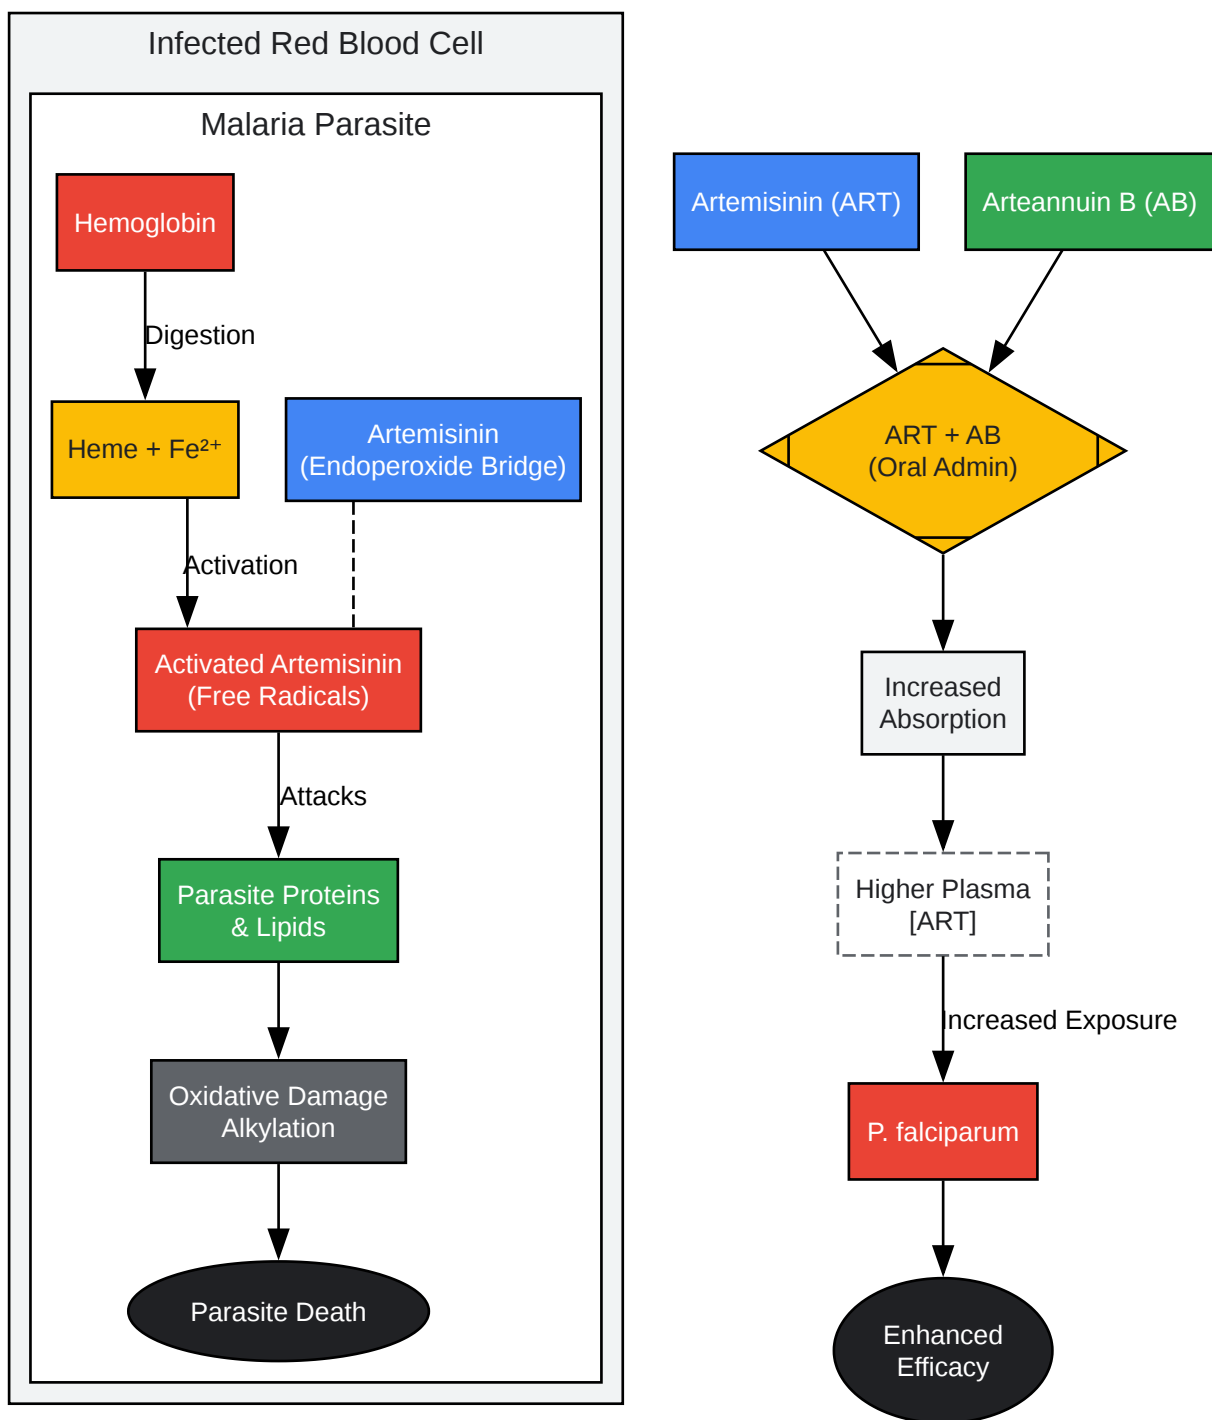 Infected Red Blood Cell
Malaria Parasite
Hemoglobin
Digestion
Heme + Fe²⁺
Artemisinin
(Endoperoxide Bridge)
Activation
Activated Artemisinin
(Free Radicals)
Attacks
Parasite Proteins
& Lipids
Oxidative Damage
Alkylation
Parasite Death
Artemisinin (ART)
Arteannuin B (AB)
ART + AB
(Oral Admin)
Increased
Absorption
Higher Plasma
[ART]
Increased Exposure
P. falciparum
Enhanced
Efficacy